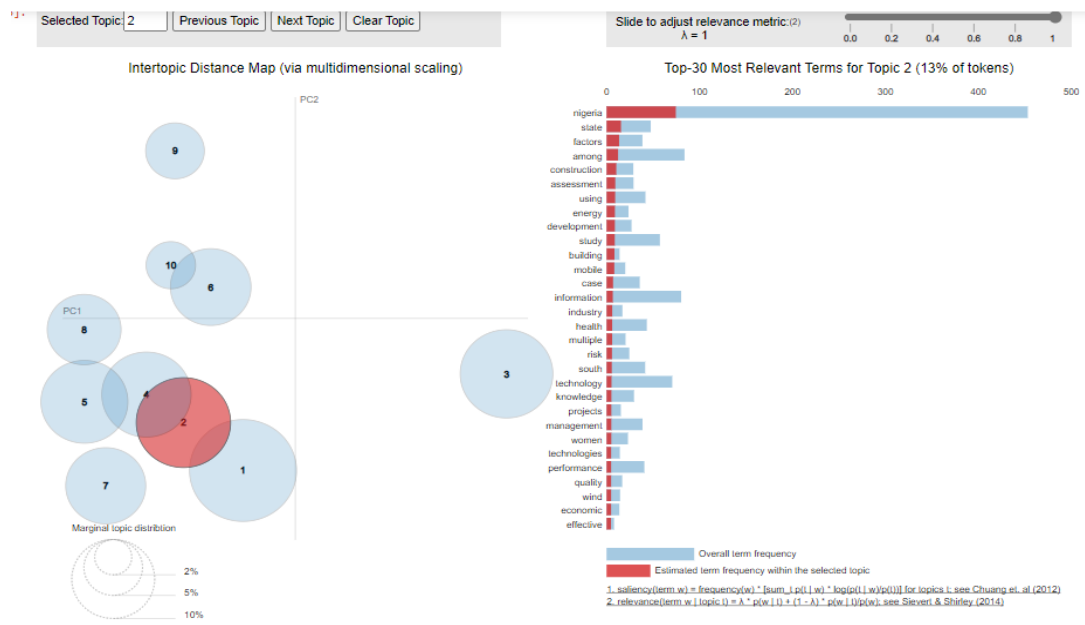 Selected Topic: 2 Previous Topic Next Topic Clear Topic
Slide to adjust relevance metric:(2)
λ = 1
0.0 0.2 0.4 0.6 0.8 1
Intertopic Distance Map (via multidimensional scaling)
PC2
PC1
9
10
6
8
3
4
5
2
1
7
Marginal topic distribtion
2%
5%
10%
Top-30 Most Relevant Terms for Topic 2 (13% of tokens)
0 100 200 300 400 500
nigeria
state
factors
among
construction
assessment
using
energy
development
study
building
mobile
case
information
industry
health
multiple
risk
south
technology
knowledge
projects
management
women
technologies
performance
quality
wind
economic
effective
Overall term frequency
Estimated term frequency within the selected topic
1. saliency(term w) = frequency(w) * [sum_t p(t | w) * log(p(t | w)/p(t))] for topics t; see Chuang et. al (2012)
2. relevance(term w | topic t) = λ * p(w | t) + (1 - λ) * p(w | t)/p(w); see Sievert & Shirley (2014)